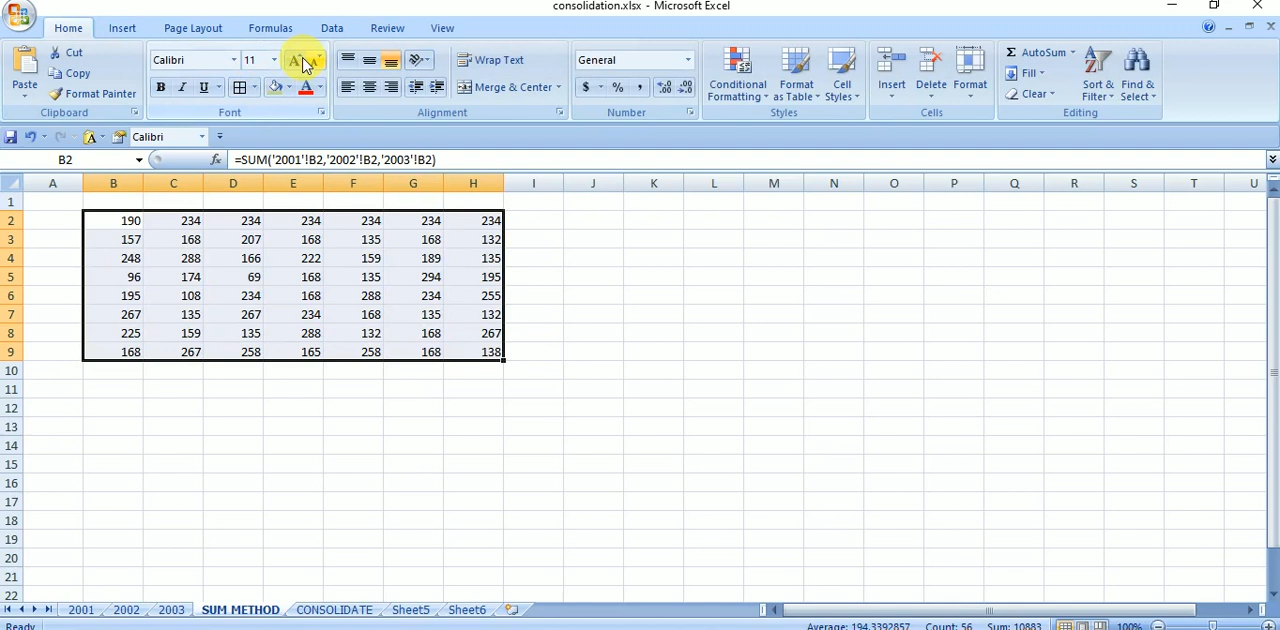 consolidation.xlsx - Microsoft Excel
Home Insert Page Layout Formulas Data Review View
Paste Cut Copy Format Painter Clipboard
Calibri 11 B I U A Font
Wrap Text Merge & Center Alignment
General $ % , Number
Conditional Formatting Format as Table Cell Styles Styles
Insert Delete Format Cells
Σ AutoSum Fill Clear Sort & Filter Find & Select Editing
Calibri
B2 fx =SUM('2001'!B2,'2002'!B2,'2003'!B2)
A B C D E F G H I J K L M N O P Q R S T U
1
2 190 234 234 234 234 234 234
3 157 168 207 168 135 168 132
4 248 288 166 222 159 189 135
5 96 174 69 168 135 294 195
6 195 108 234 168 288 234 255
7 267 135 267 234 168 135 132
8 225 159 135 288 132 168 267
9 168 267 258 165 258 168 138
10
11
12
13
14
15
16
17
18
19
20
21
22
2001 2002 2003 SUM METHOD CONSOLIDATE Sheet5 Sheet6
Ready Average: 194.3392857 Count: 56 Sum: 10883 100%